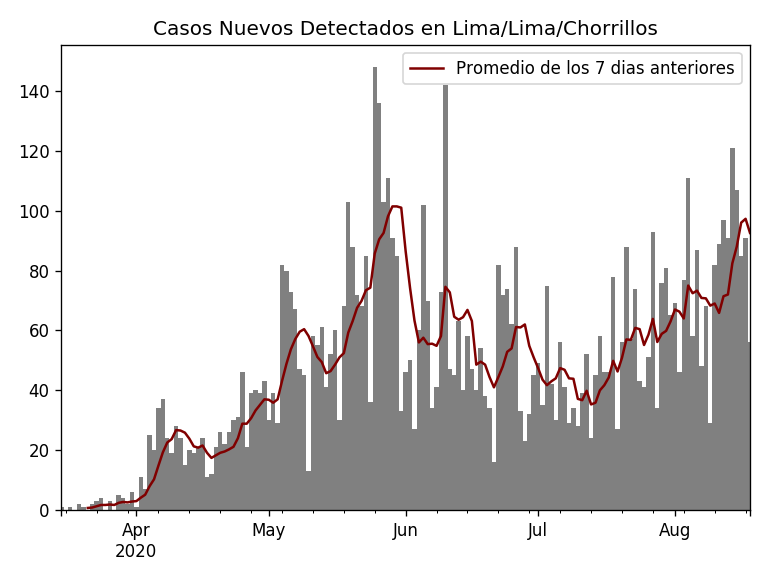 Casos Nuevos Detectados en Lima/Lima/Chorrillos
Promedio de los 7 dias anteriores
140
120
100
80
60
40
20
0
Apr
2020
May
Jun
Jul
Aug